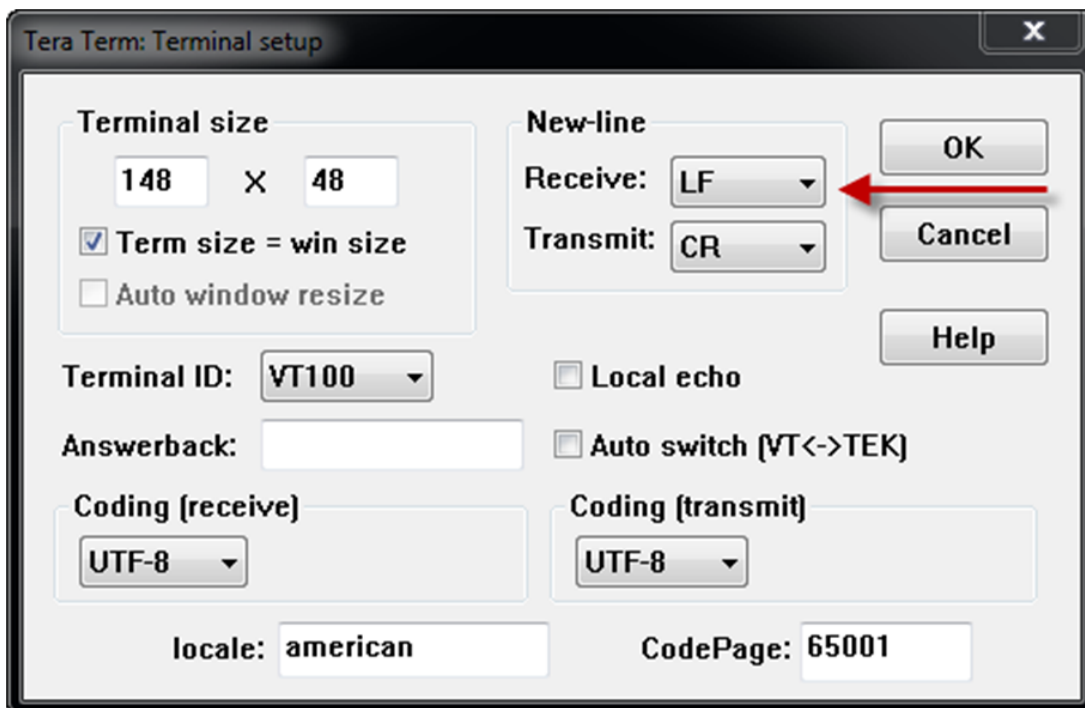 Tera Term: Terminal setup
x
Terminal size
148 X 48
Term size = win size
Auto window resize
New-line
Receive: LF
Transmit: CR
OK
Cancel
Help
Terminal ID: VT100
Local echo
Answerback:
Auto switch (VT<->TEK)
Coding (receive)
UTF-8
Coding (transmit)
UTF-8
locale: american
CodePage: 65001